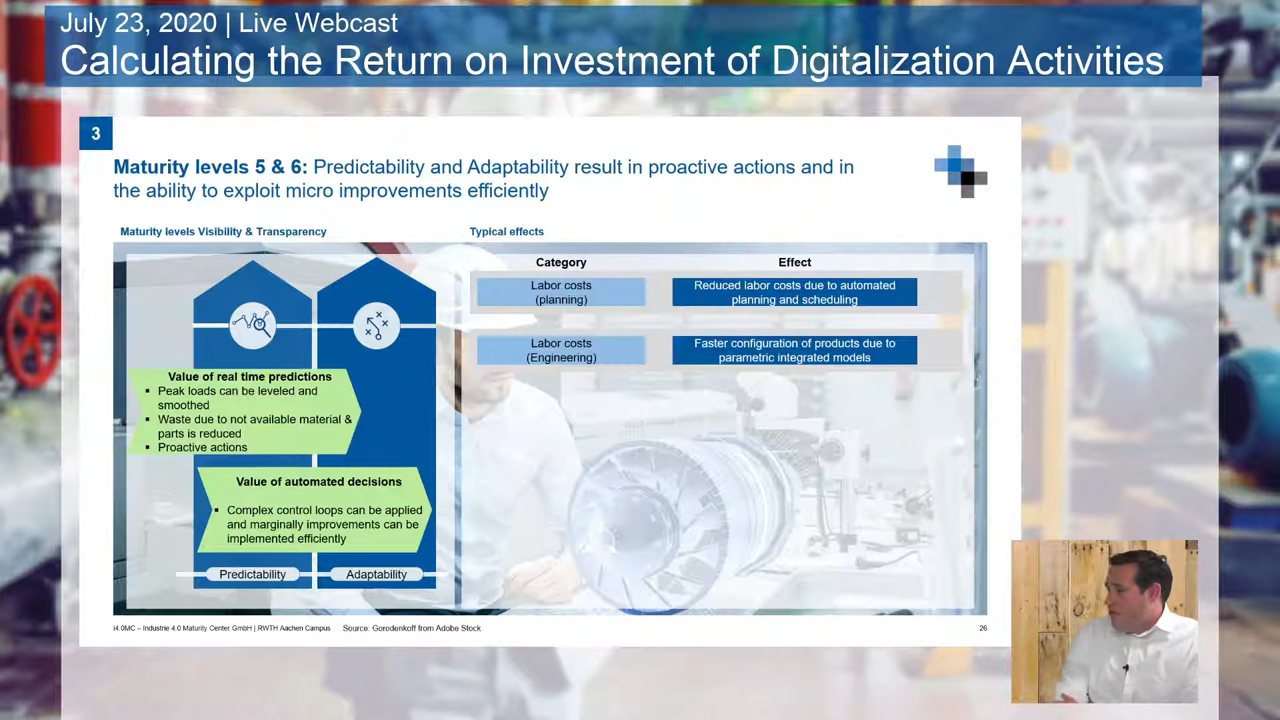 July 23, 2020 | Live Webcast
Calculating the Return on Investment of Digitalization Activities
3
Maturity levels 5 & 6: Predictability and Adaptability result in proactive actions and in
the ability to exploit micro improvements efficiently
Maturity levels Visibility & Transparency
Typical effects
Category
Effect
Labor costs
(planning)
Reduced labor costs due to automated
planning and scheduling
Labor costs
(Engineering)
Faster configuration of products due to
parametric integrated models
Value of real time predictions
▪ Peak loads can be leveled and
smoothed
▪ Waste due to not available material &
parts is reduced
▪ Proactive actions
Value of automated decisions
▪ Complex control loops can be applied
and marginally improvements can be
implemented efficiently
Predictability
Adaptability
i4.0MC – Industrie 4.0 Maturity Center GmbH | RWTH Aachen Campus
Source: Gorodenkoff from Adobe Stock
26